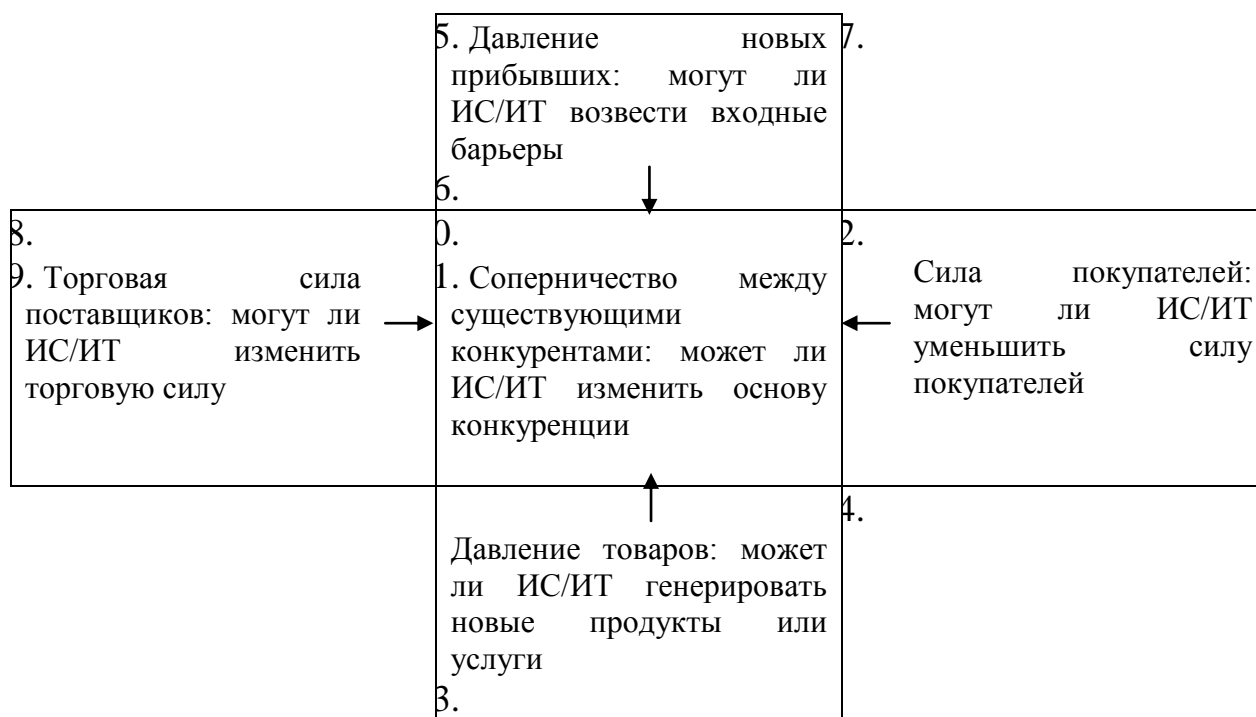 5. Давление новых
прибывших: могут ли
ИС/ИТ возвести входные
барьеры
6.
7.
8.
9. Торговая сила
поставщиков: могут ли
ИС/ИТ изменить
торговую силу
0.
1. Соперничество между
существующими
конкурентами: может ли
ИС/ИТ изменить основу
конкуренции
2.
Сила покупателей:
могут ли ИС/ИТ
уменьшить силу
покупателей
Давление товаров: может
ли ИС/ИТ генерировать
новые продукты или
услуги
3.
4.